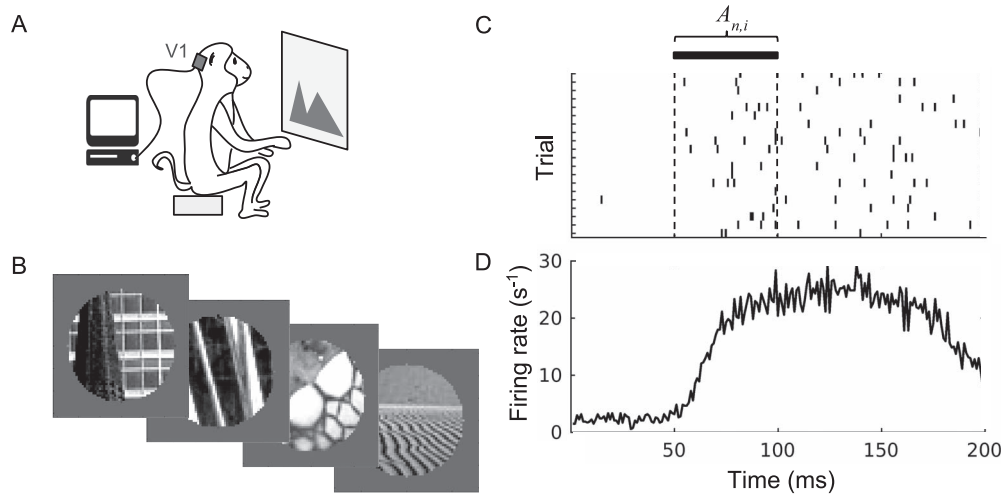 A
V1
B
C
A_{n,i}
Trial
D
Firing rate (s⁻¹)
30
20
10
0
50
100
150
200
Time (ms)